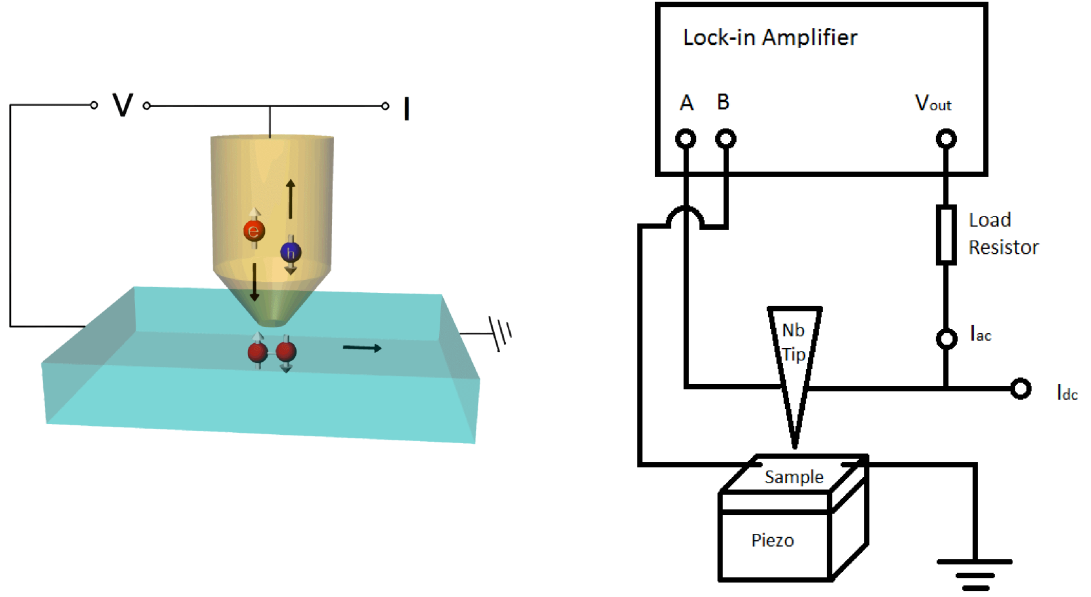 V
I
e
h
Lock-in Amplifier
A
B
Vout
Load
Resistor
Nb
Tip
Iac
Idc
Sample
Piezo